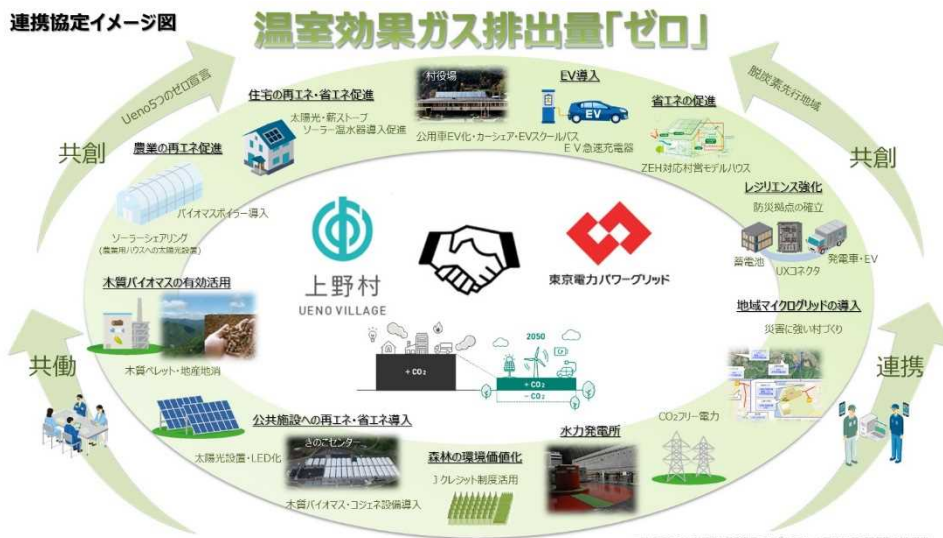 連携協定イメージ図
温室効果ガス排出量「ゼロ」
Ueno5つのゼロ宣言
脱炭素先行地域
共創
共創
住宅の再エネ・省エネ促進
太陽光・薪ストーブ
ソーラー温水器導入促進
村役場
公用車EV化・カーシェア・EVスクールバス
EV導入
EV
EV急速充電器
省エネの促進
ZEH対応村営モデルハウス
農業の再エネ促進
バイオマスボイラー導入
ソーラーシェアリング
(農業用ハウスへの太陽光設置)
レジリエンス強化
防災拠点の確立
蓄電池
UXコネクタ
発電車・EV
上野村
UENO VILLAGE
東京電力パワーグリッド
木質バイオマスの有効活用
木質ペレット・地産地消
地域マイクログリッドの導入
災害に強い村づくり
2050
+ CO₂
+ CO₂
− CO₂
共働
連携
公共施設への再エネ・省エネ導入
太陽光設置・LED化
きのこセンター
木質バイオマス・コジェネ設備導入
森林の環境価値化
Jクレジット制度活用
水力発電所
CO₂フリー電力